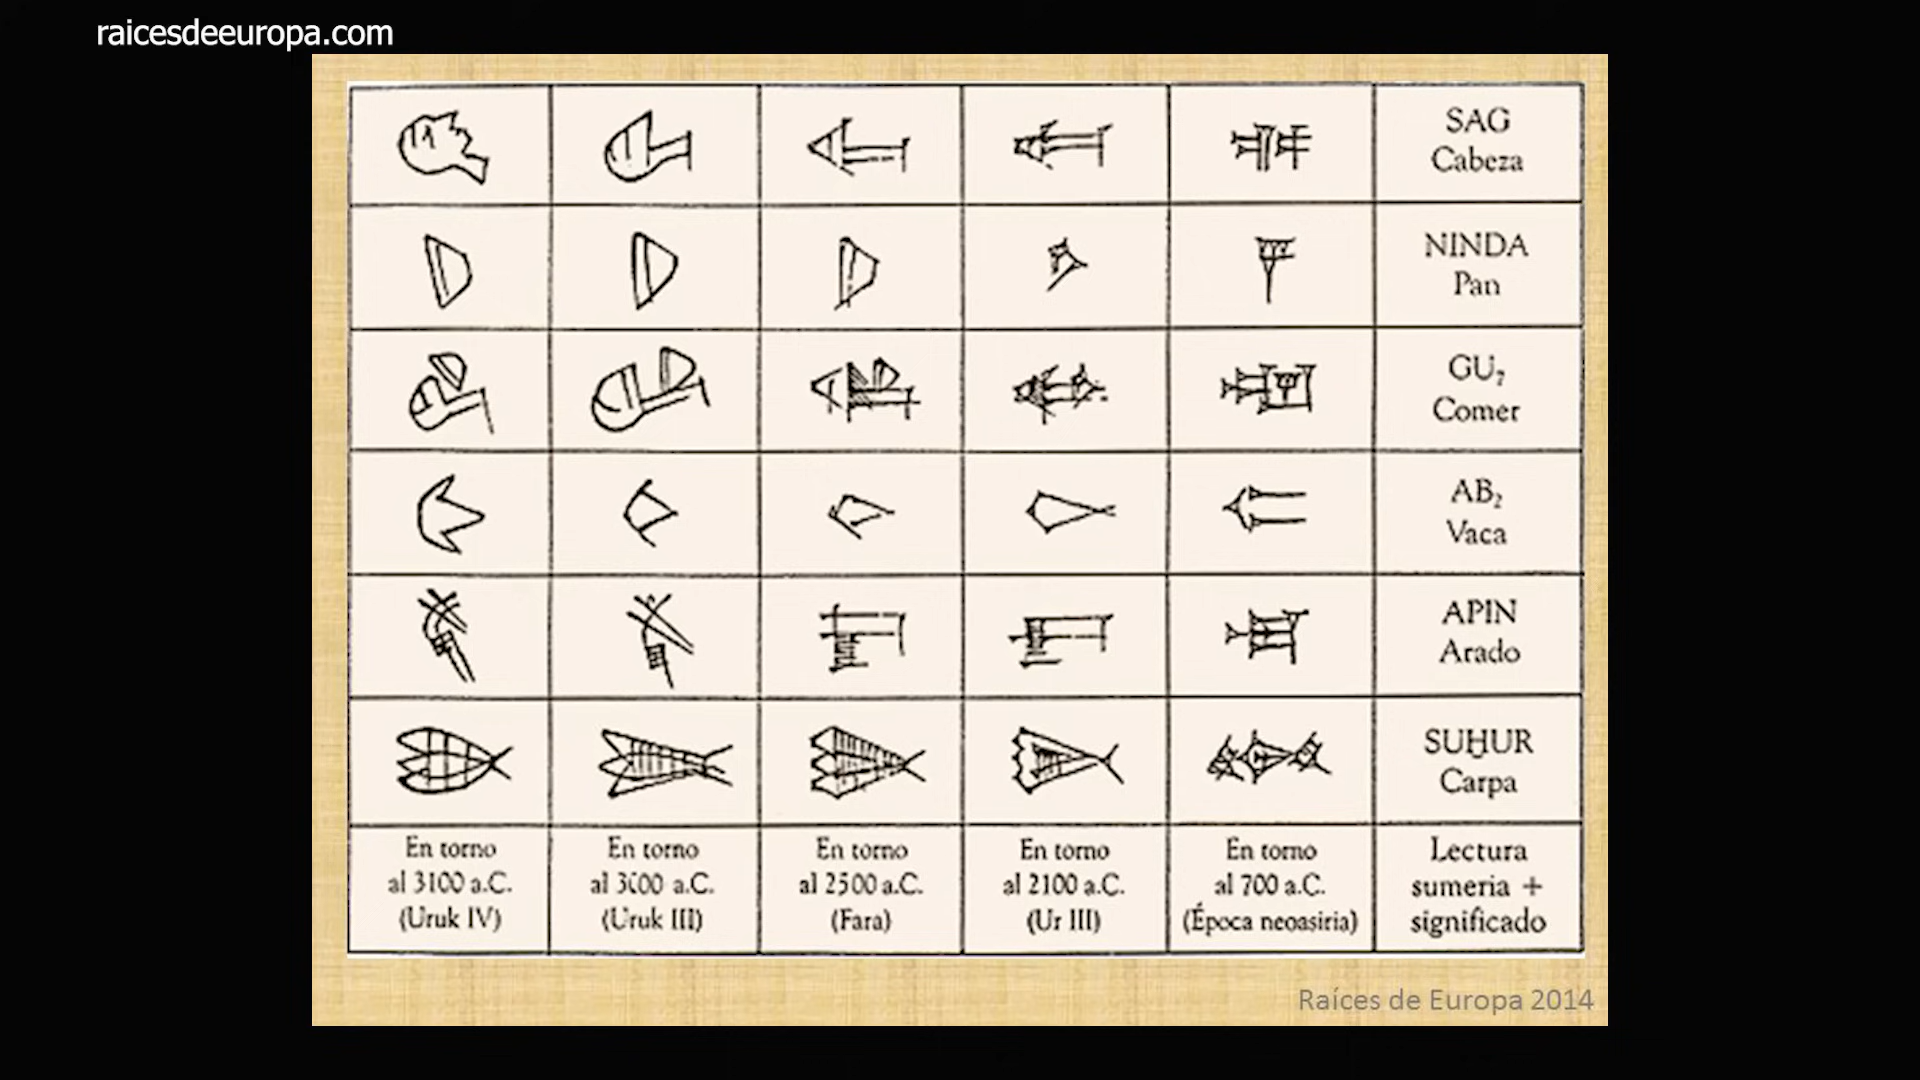 raicesdeeuropa.com
SAG
Cabeza
NINDA
Pan
GU₇
Comer
AB₂
Vaca
APIN
Arado
SUḪUR
Carpa
En torno
al 3100 a.C.
(Uruk IV)
En torno
al 3000 a.C.
(Uruk III)
En torno
al 2500 a.C.
(Fara)
En torno
al 2100 a.C.
(Ur III)
En torno
al 700 a.C.
(Época neoasiria)
Lectura
sumeria +
significado
Raíces de Europa 2014